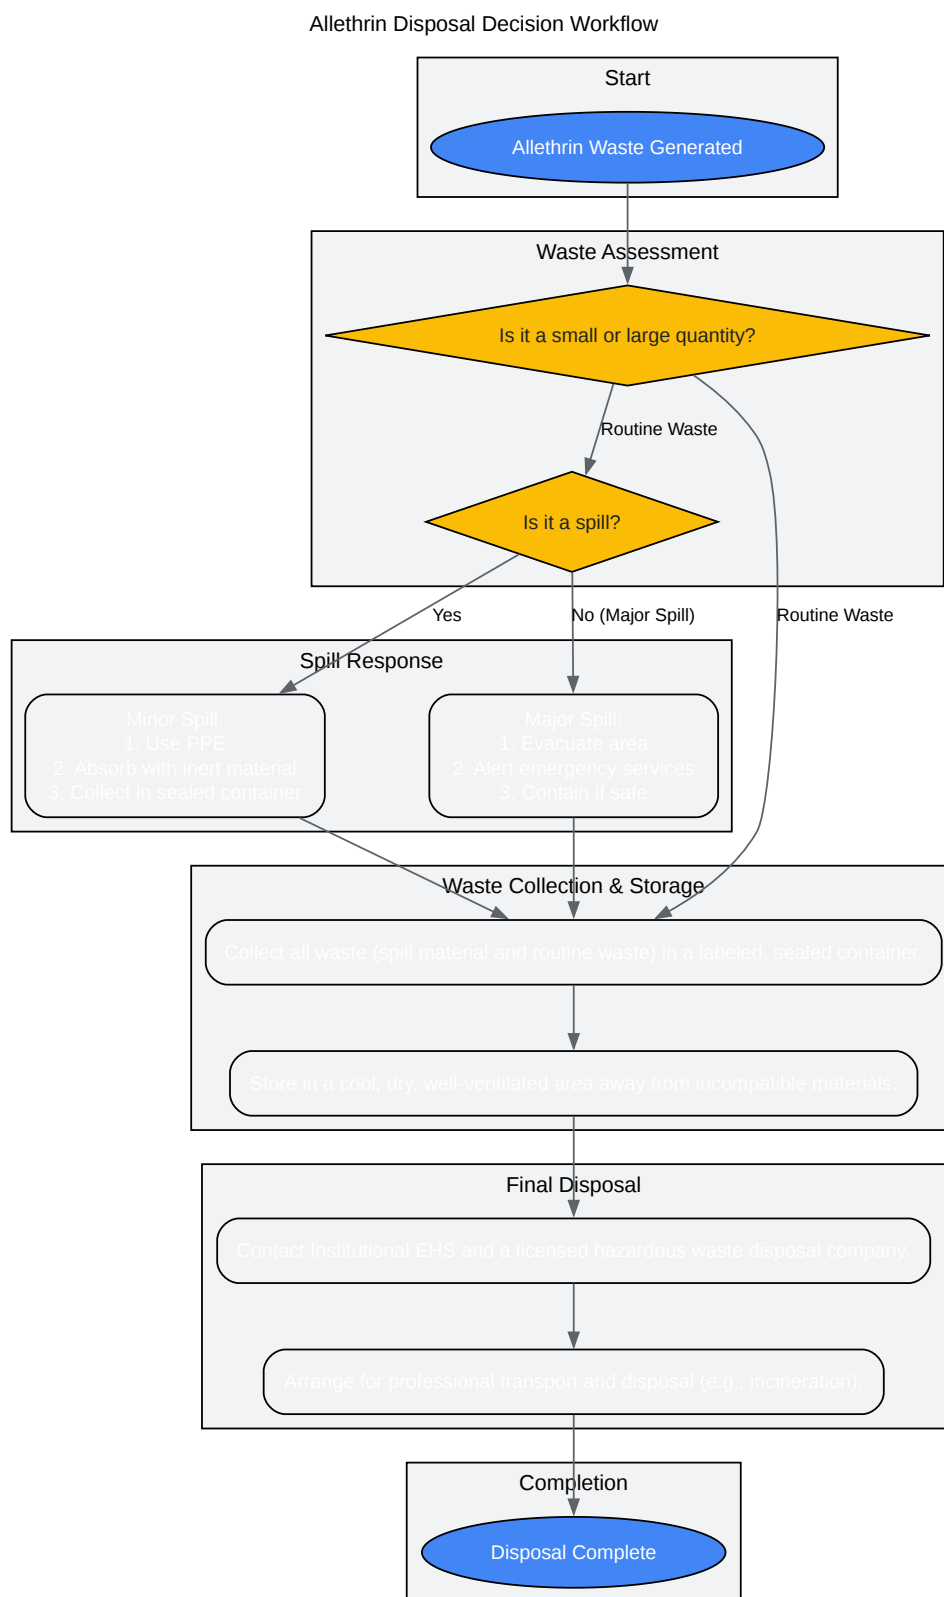 Allethrin Disposal Decision Workflow
Start
Allethrin Waste Generated
Waste Assessment
Is it a small or large quantity?
Routine Waste
Is it a spill?
Yes
No (Major Spill)
Routine Waste
Spill Response
Minor Spill:
1. Use PPE
2. Absorb with inert material
3. Collect in sealed container
Major Spill:
1. Evacuate area
2. Alert emergency services
3. Contain if safe
Waste Collection & Storage
Collect all waste (spill material and routine waste) in a labeled, sealed container.
Store in a cool, dry, well-ventilated area away from incompatible materials.
Final Disposal
Contact Institutional EHS and a licensed hazardous waste disposal company.
Arrange for professional transport and disposal (e.g., incineration).
Completion
Disposal Complete